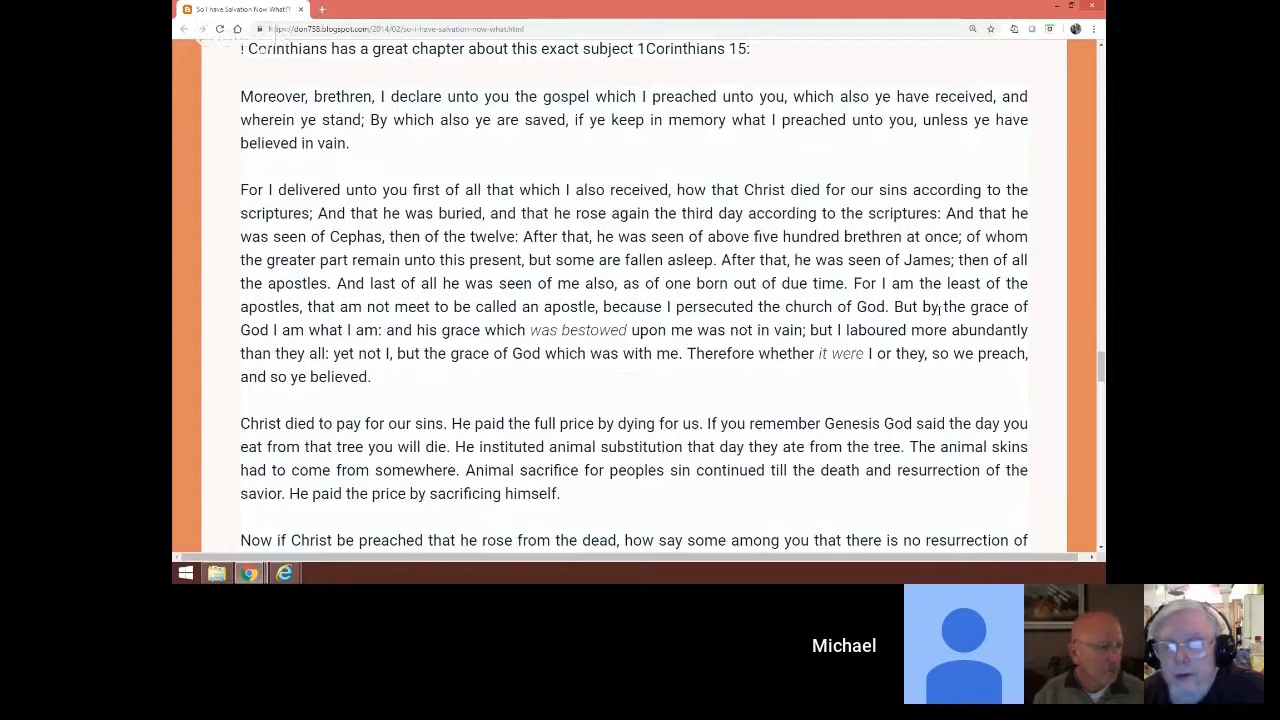 So I have Salvation Now What??
https://don758.blogspot.com/2014/02/so-i-have-salvation-now-what.html
! Corinthians has a great chapter about this exact subject 1Corinthians 15:
Moreover, brethren, I declare unto you the gospel which I preached unto you, which also ye have received, and
wherein ye stand; By which also ye are saved, if ye keep in memory what I preached unto you, unless ye have
believed in vain.
For I delivered unto you first of all that which I also received, how that Christ died for our sins according to the
scriptures; And that he was buried, and that he rose again the third day according to the scriptures: And that he
was seen of Cephas, then of the twelve: After that, he was seen of above five hundred brethren at once; of whom
the greater part remain unto this present, but some are fallen asleep. After that, he was seen of James; then of all
the apostles. And last of all he was seen of me also, as of one born out of due time. For I am the least of the
apostles, that am not meet to be called an apostle, because I persecuted the church of God. But by the grace of
God I am what I am: and his grace which was bestowed upon me was not in vain; but I laboured more abundantly
than they all: yet not I, but the grace of God which was with me. Therefore whether it were I or they, so we preach,
and so ye believed.
Christ died to pay for our sins. He paid the full price by dying for us. If you remember Genesis God said the day you
eat from that tree you will die. He instituted animal substitution that day they ate from the tree. The animal skins
had to come from somewhere. Animal sacrifice for peoples sin continued till the death and resurrection of the
savior. He paid the price by sacrificing himself.
Now if Christ be preached that he rose from the dead, how say some among you that there is no resurrection of
Michael